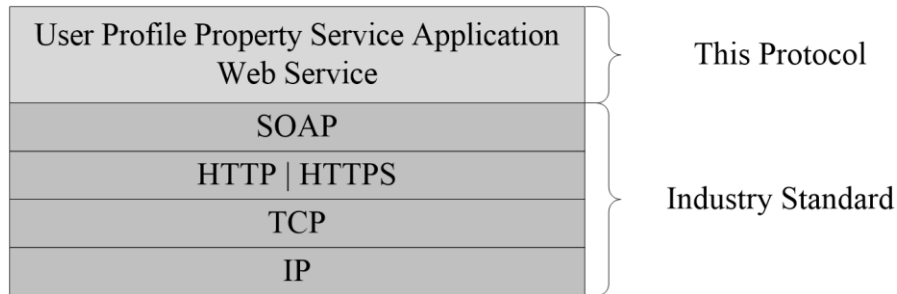 User Profile Property Service Application
Web Service
This Protocol
SOAP
HTTP | HTTPS
TCP
IP
Industry Standard